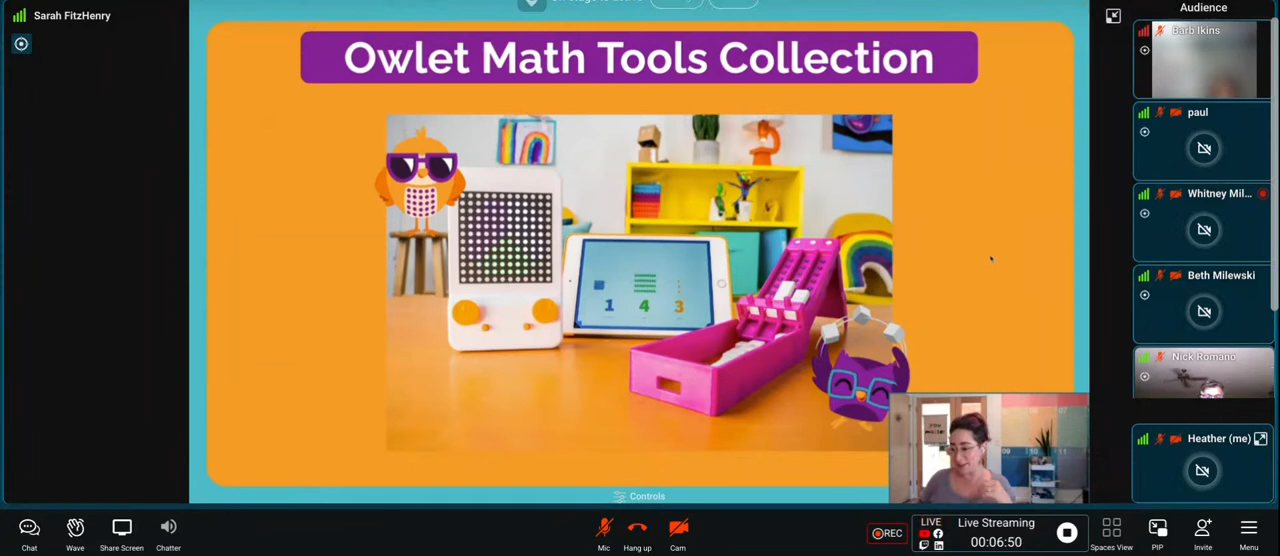 Sarah FitzHenry
Owlet Math Tools Collection
1 4 3
Audience
Barb Ikins
paul
Whitney Mil...
Beth Milewski
Nick Romano
Heather (me)
Controls
Chat
Wave
Share Screen
Chatter
Mic
Hang up
Cam
REC
LIVE
Live Streaming
00:06:50
Spaces View
PIP
Invite
Menu